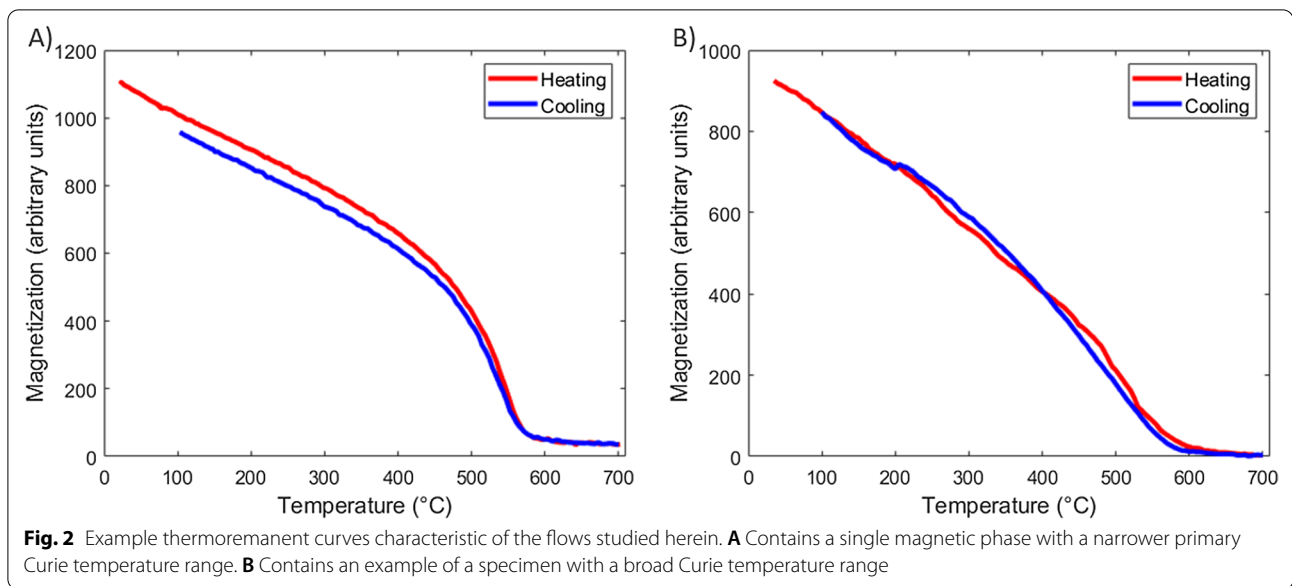 A)
1200
1000
800
600
400
200
0
Magnetization (arbitrary units)
Heating
Cooling
0 100 200 300 400 500 600 700
Temperature (°C)
B)
1000
800
600
400
200
0
Magnetization (arbitrary units)
Heating
Cooling
0 100 200 300 400 500 600 700
Temperature (°C)
Fig. 2 Example thermoremanent curves characteristic of the flows studied herein. A Contains a single magnetic phase with a narrower primary
Curie temperature range. B Contains an example of a specimen with a broad Curie temperature range